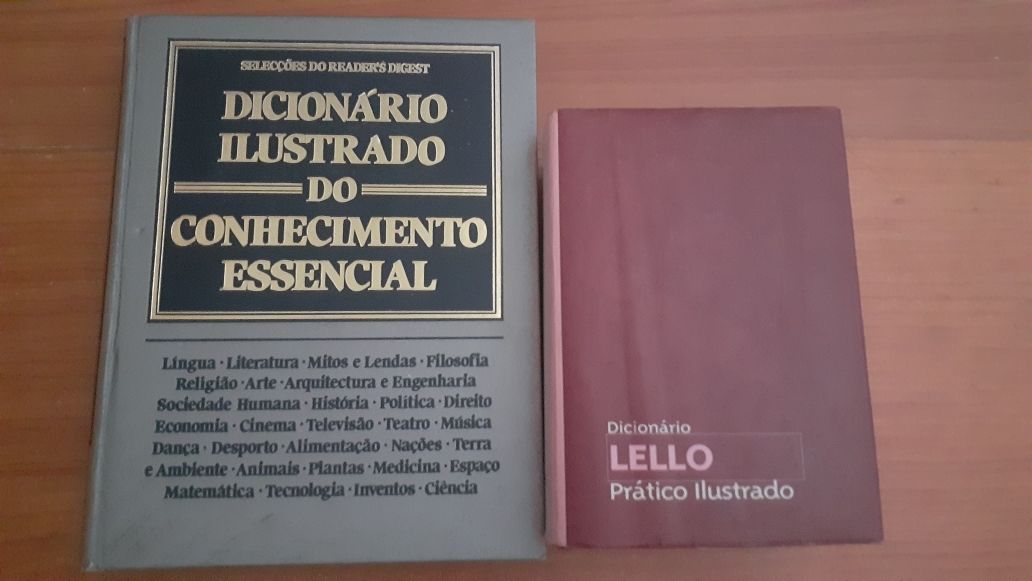 SELECÇÕES DO READER'S DIGEST
DICIONÁRIO
ILUSTRADO
DO
CONHECIMENTO
ESSENCIAL
Língua · Literatura · Mitos e Lendas · Filosofia
Religião · Arte · Arquitectura e Engenharia
Sociedade Humana · História · Política · Direito
Economia · Cinema · Televisão · Teatro · Música
Dança · Desporto · Alimentação · Nações · Terra
e Ambiente · Animais · Plantas · Medicina · Espaço
Matemática · Tecnologia · Inventos · Ciência
Dicionário
LELLO
Prático Ilustrado